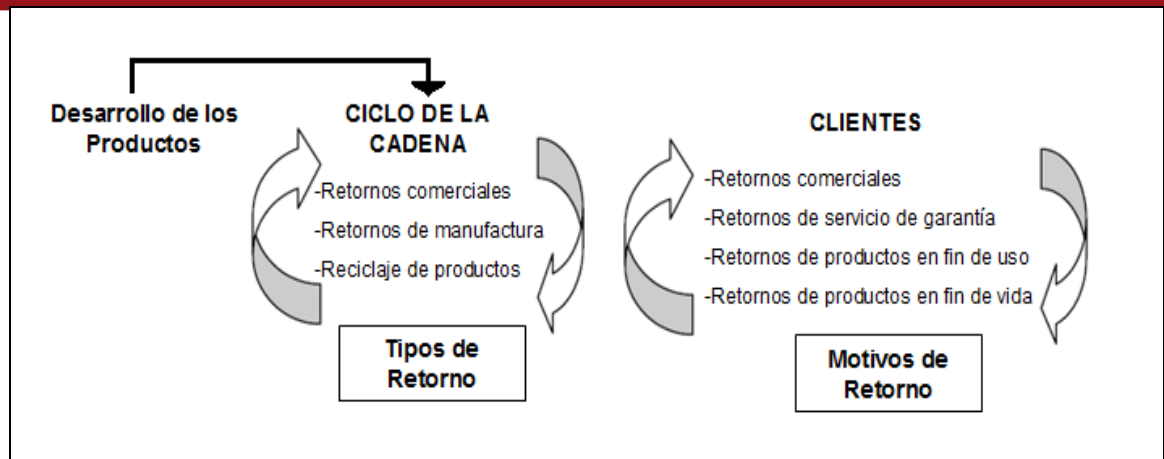 Desarrollo de los
Productos
CICLO DE LA
CADENA
-Retornos comerciales
-Retornos de manufactura
-Reciclaje de productos
Tipos de
Retorno
CLIENTES
-Retornos comerciales
-Retornos de servicio de garantía
-Retornos de productos en fin de uso
-Retornos de productos en fin de vida
Motivos de
Retorno